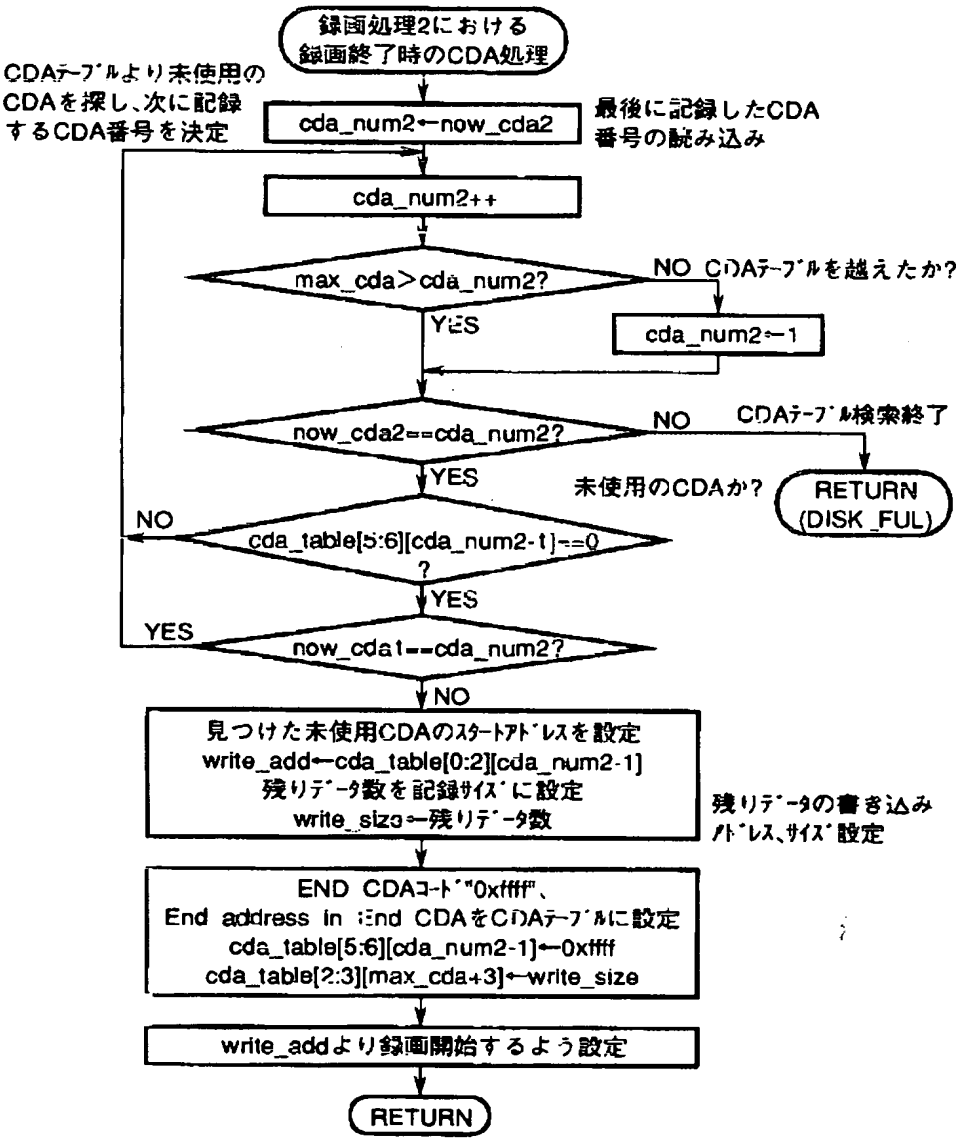 録画処理2における
録画終了時のCDA処理
CDAテーブルより未使用の
CDAを探し、次に記録
するCDA番号を決定
cda_num2←now_cda2
最後に記録したCDA
番号の読み込み
cda_num2++
max_cda>cda_num2?
NO
CDAテーブルを越えたか?
YES
cda_num2←1
now_cda2==cda_num2?
NO
CDAテーブル検索終了
YES
未使用のCDAか?
RETURN
(DISK_FUL)
NO
cda_table[5:6][cda_num2-1]==0
?
YES
YES
now_cda1==cda_num2?
NO
見つけた未使用CDAのスタートアドレスを設定
write_add←cda_table[0:2][cda_num2-1]
残りデータ数を記録サイズに設定
write_size←残りデータ数
残りデータの書き込み
アドレス、サイズ設定
END CDAコード"0xffff"、
End address in End CDAをCDAテーブルに設定
cda_table[5:6][cda_num2-1]←0xffff
cda_table[2:3][max_cda+3]←write_size
write_addより録画開始するよう設定
RETURN